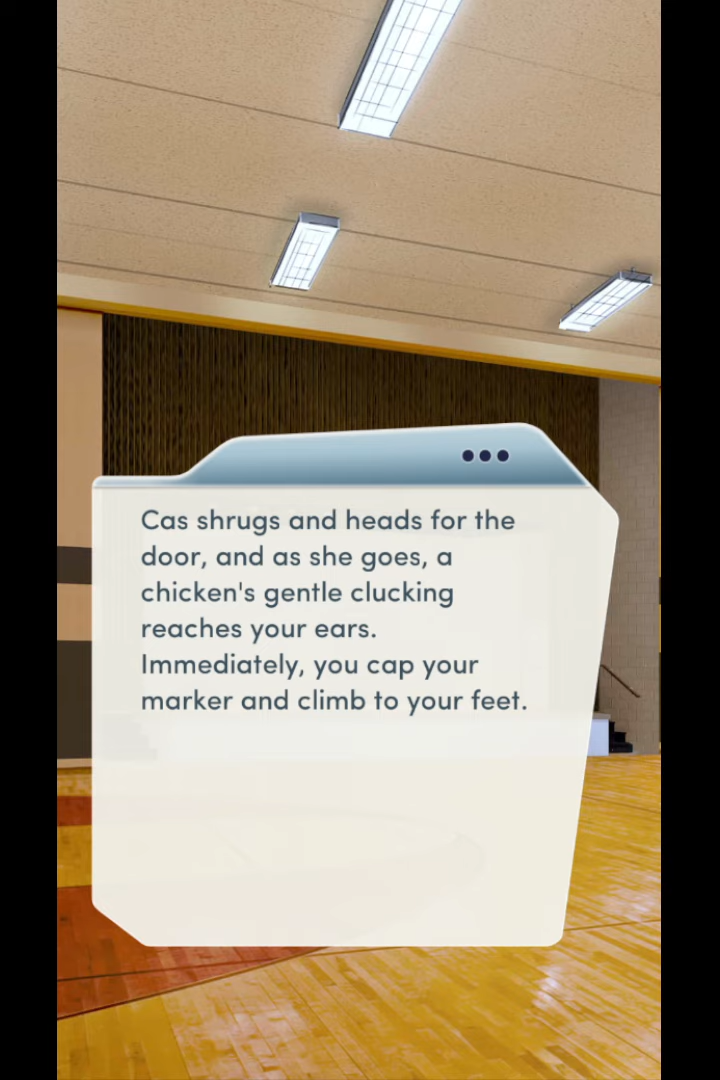 Cas shrugs and heads for the
door, and as she goes, a
chicken's gentle clucking
reaches your ears.
Immediately, you cap your
marker and climb to your feet.